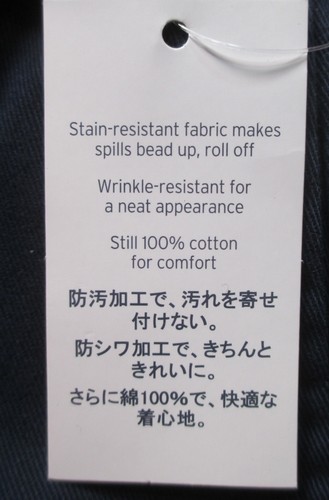 Stain-resistant fabric makes
spills bead up, roll off
Wrinkle-resistant for
a neat appearance
Still 100% cotton
for comfort
防汚加工で、汚れを寄せ
付けない。
防シワ加工で、きちんと
きれいに。
さらに綿100%で、快適な
着心地。